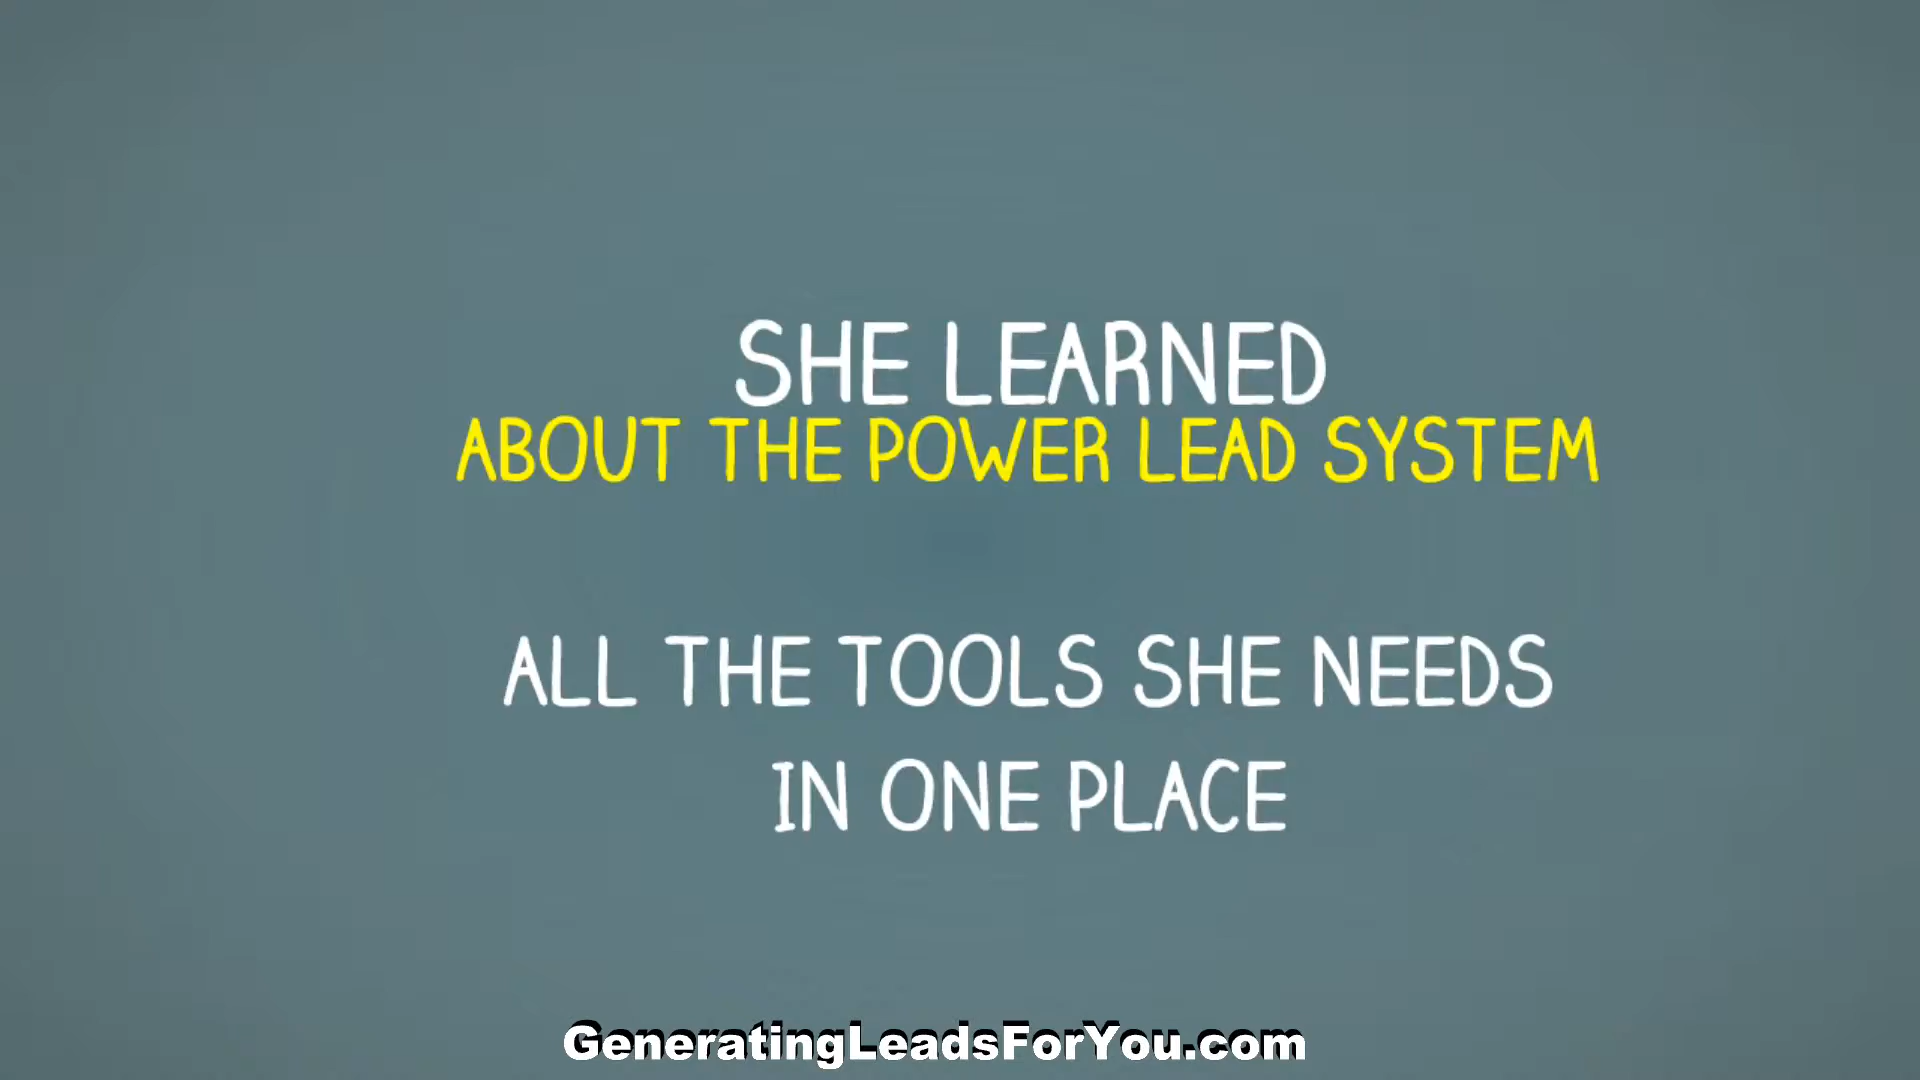 SHE LEARNED
ABOUT THE POWER LEAD SYSTEM
ALL THE TOOLS SHE NEEDS
IN ONE PLACE
GeneratingLeadsForYou.com